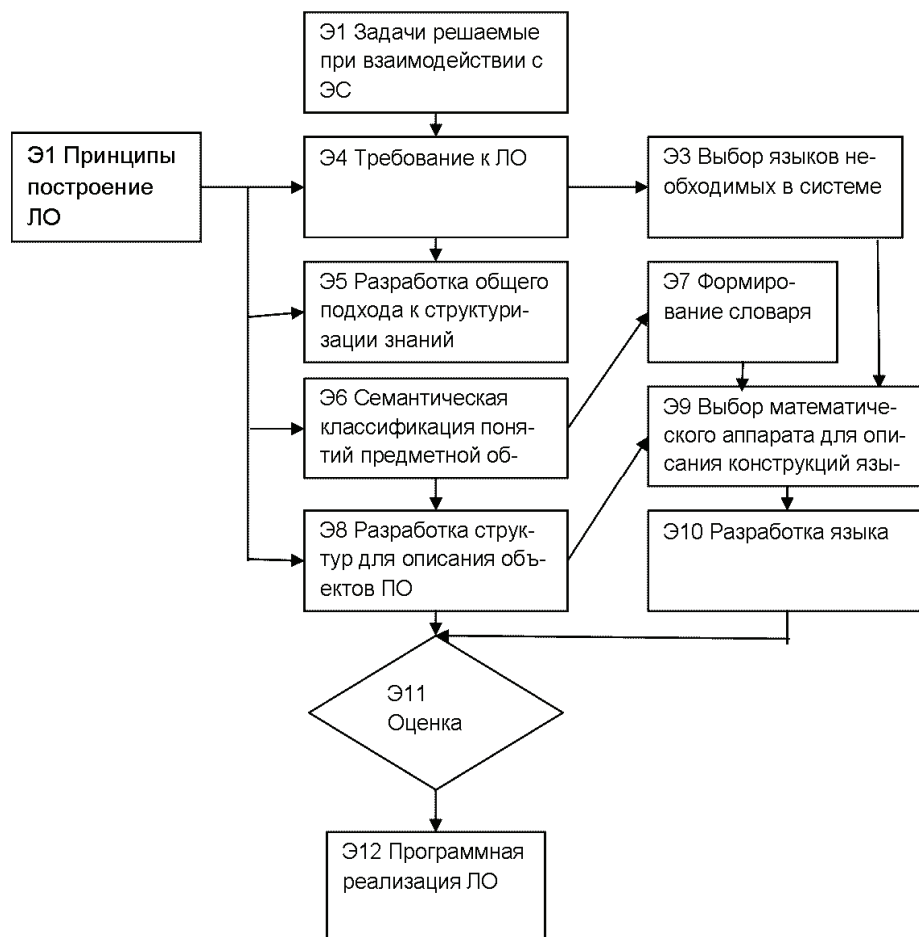 Э1 Задачи решаемые
при взаимодействии с
ЭС
Э1 Принципы
построение
ЛО
Э4 Требование к ЛО
Э3 Выбор языков не-
обходимых в системе
Э5 Разработка общего
подхода к структури-
зации знаний
Э7 Формиро-
вание словаря
Э6 Семантическая
классификация поня-
тий предметной об-
Э9 Выбор математиче-
ского аппарата для опи-
сания конструкций язы-
Э8 Разработка струк-
тур для описания объ-
ектов ПО
Э10 Разработка языка
Э11
Оценка
Э12 Программная
реализация ЛО